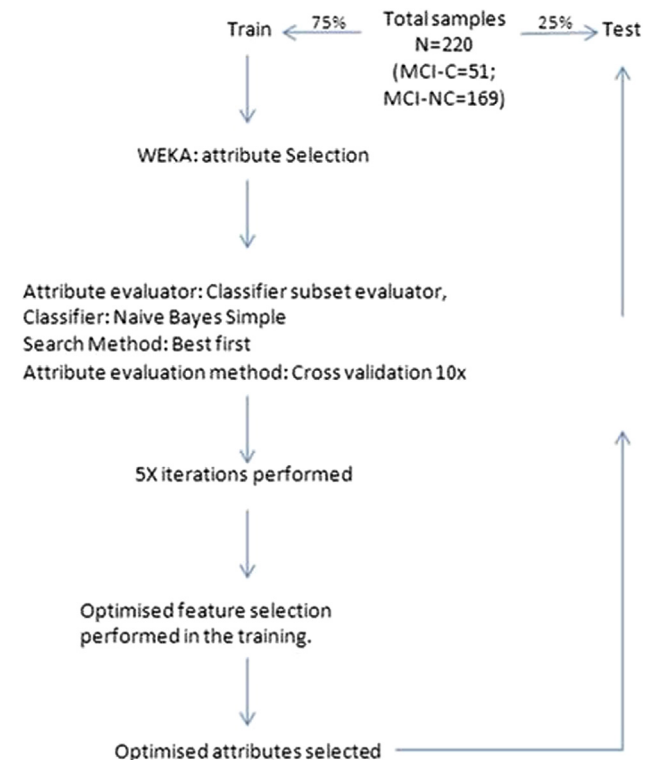 Train
75%
Total samples
25%
Test
N=220
(MCI-C=51;
MCI-NC=169)
WEKA: attribute Selection
Attribute evaluator: Classifier subset evaluator,
Classifier: Naive Bayes Simple
Search Method: Best first
Attribute evaluation method: Cross validation 10x
5X iterations performed
Optimised feature selection
performed in the training.
Optimised attributes selected